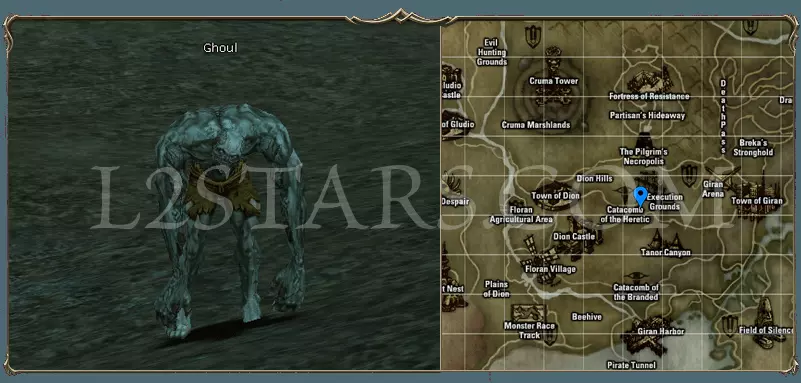 Ghoul
L2STARS.COM
Evil
Hunting
Grounds
Cruma Tower
Fortress of Resistance
Partisan's Hideaway
Cruma Marshlands
of Gludio
Deathpass
Breka's
Stronghold
The Pilgrim's
Necropolis
Dion Hills
Town of Dion
Giran
Arena
Execution
Grounds
Town of Giran
Despair
Floran
Agricultural Area
Catacomb
of the Heretic
Dion Castle
Tanor Canyon
Floran Village
Plains
of Dion
Catacomb of
the Branded
t Nest
Beehive
Monster Race
Track
Giran Harbor
Field of Silence
Pirate Tunnel